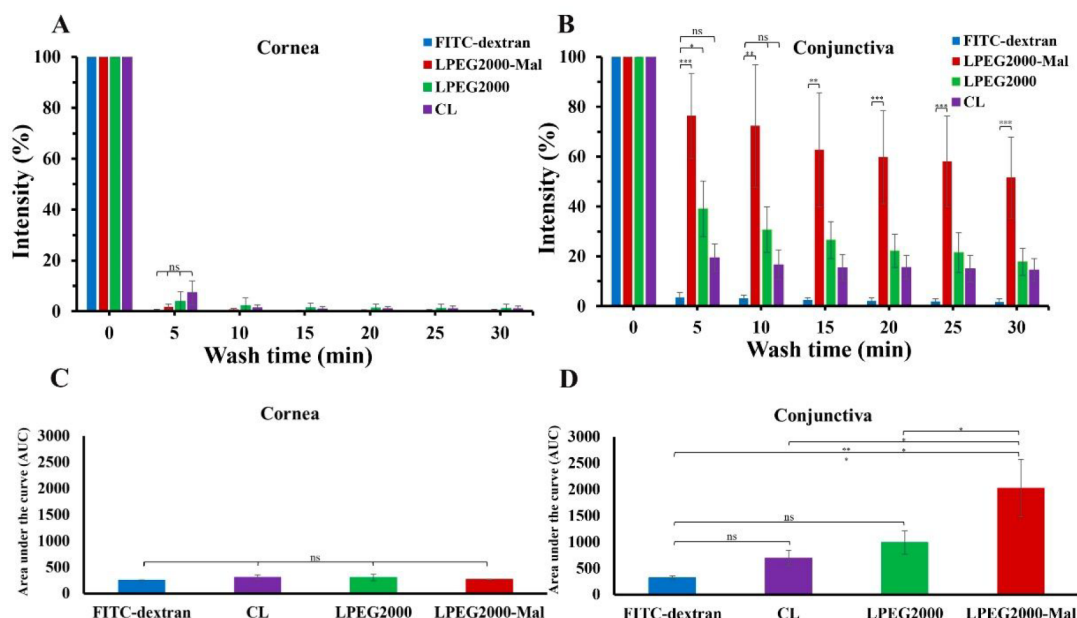 A
Cornea
FITC-dextran
LPEG2000-Mal
LPEG2000
CL
Intensity (%)
100
80
60
40
20
0
ns
0 5 10 15 20 25 30
Wash time (min)
B
Conjunctiva
FITC-dextran
LPEG2000-Mal
LPEG2000
CL
Intensity (%)
100
80
60
40
20
0
ns
*
***
ns
**
**
***
***
***
0 5 10 15 20 25 30
Wash time (min)
C
Cornea
Area under the curve (AUC)
3000
2500
2000
1500
1000
500
0
ns
FITC-dextran CL LPEG2000 LPEG2000-Mal
D
Conjunctiva
Area under the curve (AUC)
3000
2500
2000
1500
1000
500
0
*
*
** *
*
ns
ns
FITC-dextran CL LPEG2000 LPEG2000-Mal